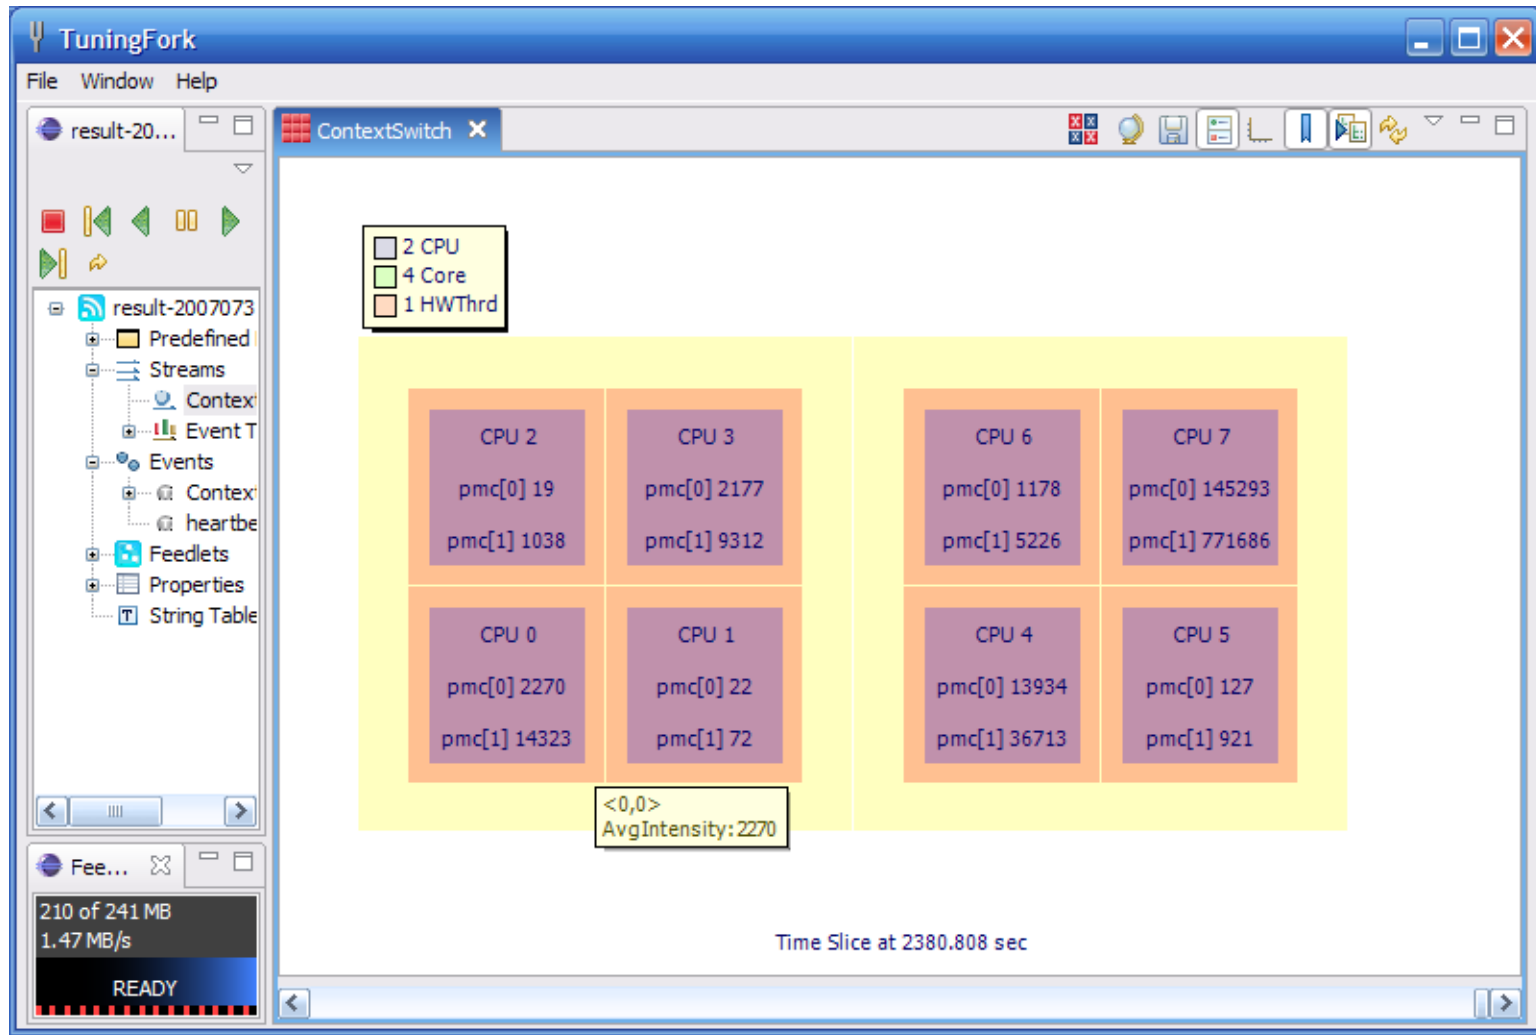 TuningFork
File Window Help
result-20...
ContextSwitch
result-2007073
Predefined
Streams
Context
Event T
Events
Context
heartbe
Feedlets
Properties
String Table
Fee...
210 of 241 MB
1.47 MB/s
READY
2 CPU
4 Core
1 HWThrd
CPU 2
pmc[0] 19
pmc[1] 1038
CPU 3
pmc[0] 2177
pmc[1] 9312
CPU 0
pmc[0] 2270
pmc[1] 14323
CPU 1
pmc[0] 22
pmc[1] 72
CPU 6
pmc[0] 1178
pmc[1] 5226
CPU 7
pmc[0] 145293
pmc[1] 771686
CPU 4
pmc[0] 13934
pmc[1] 36713
CPU 5
pmc[0] 127
pmc[1] 921
<0,0>
AvgIntensity:2270
Time Slice at 2380.808 sec